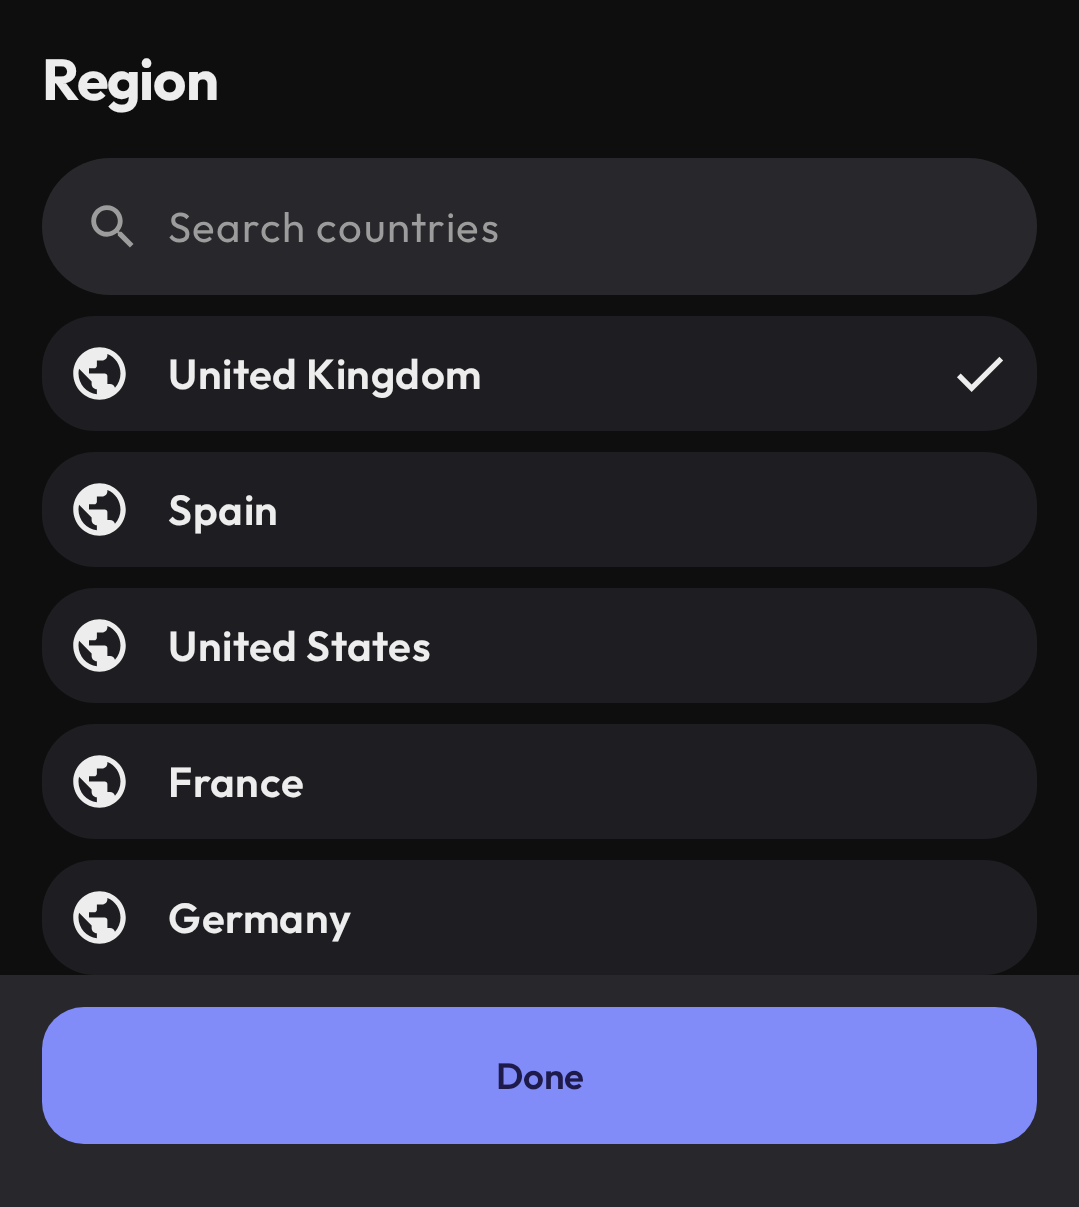 Region
Search countries
United Kingdom
Spain
United States
France
Germany
Done